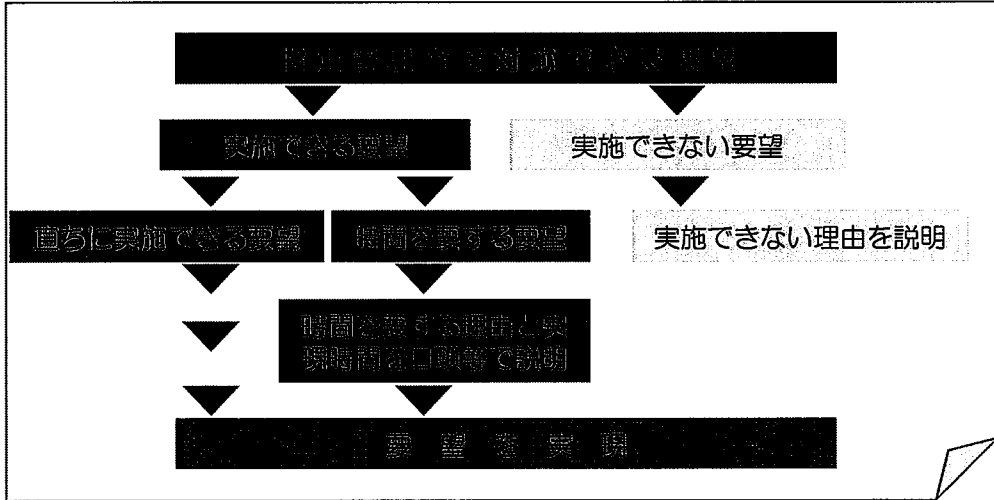 実施できる要望
実施できない要望
直ちに実施できる要望
時間を要する要望
実施できない理由を説明
時間を要する理由と実
現時間を口頭等で説明
要望を実現